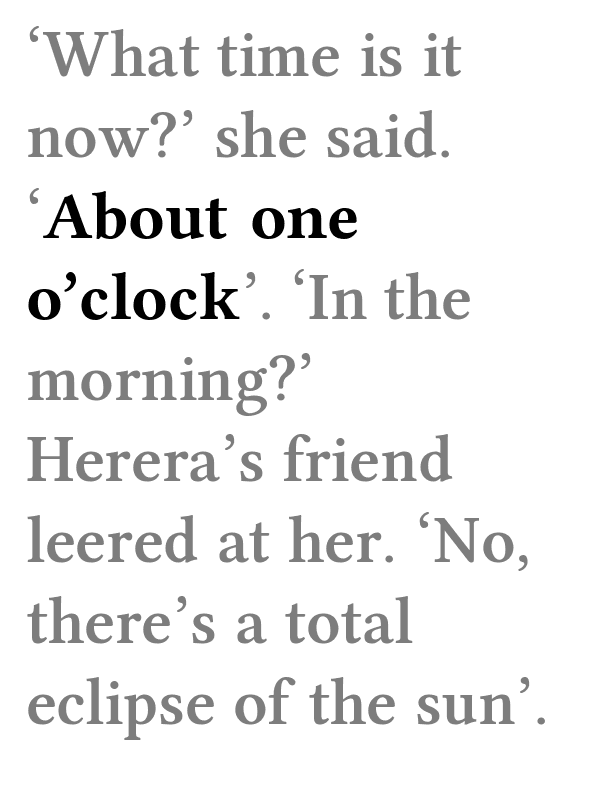 ‘What time is it
now?’ she said.
‘About one
o’clock’. ‘In the
morning?’
Herera’s friend
leered at her. ‘No,
there’s a total
eclipse of the sun’.